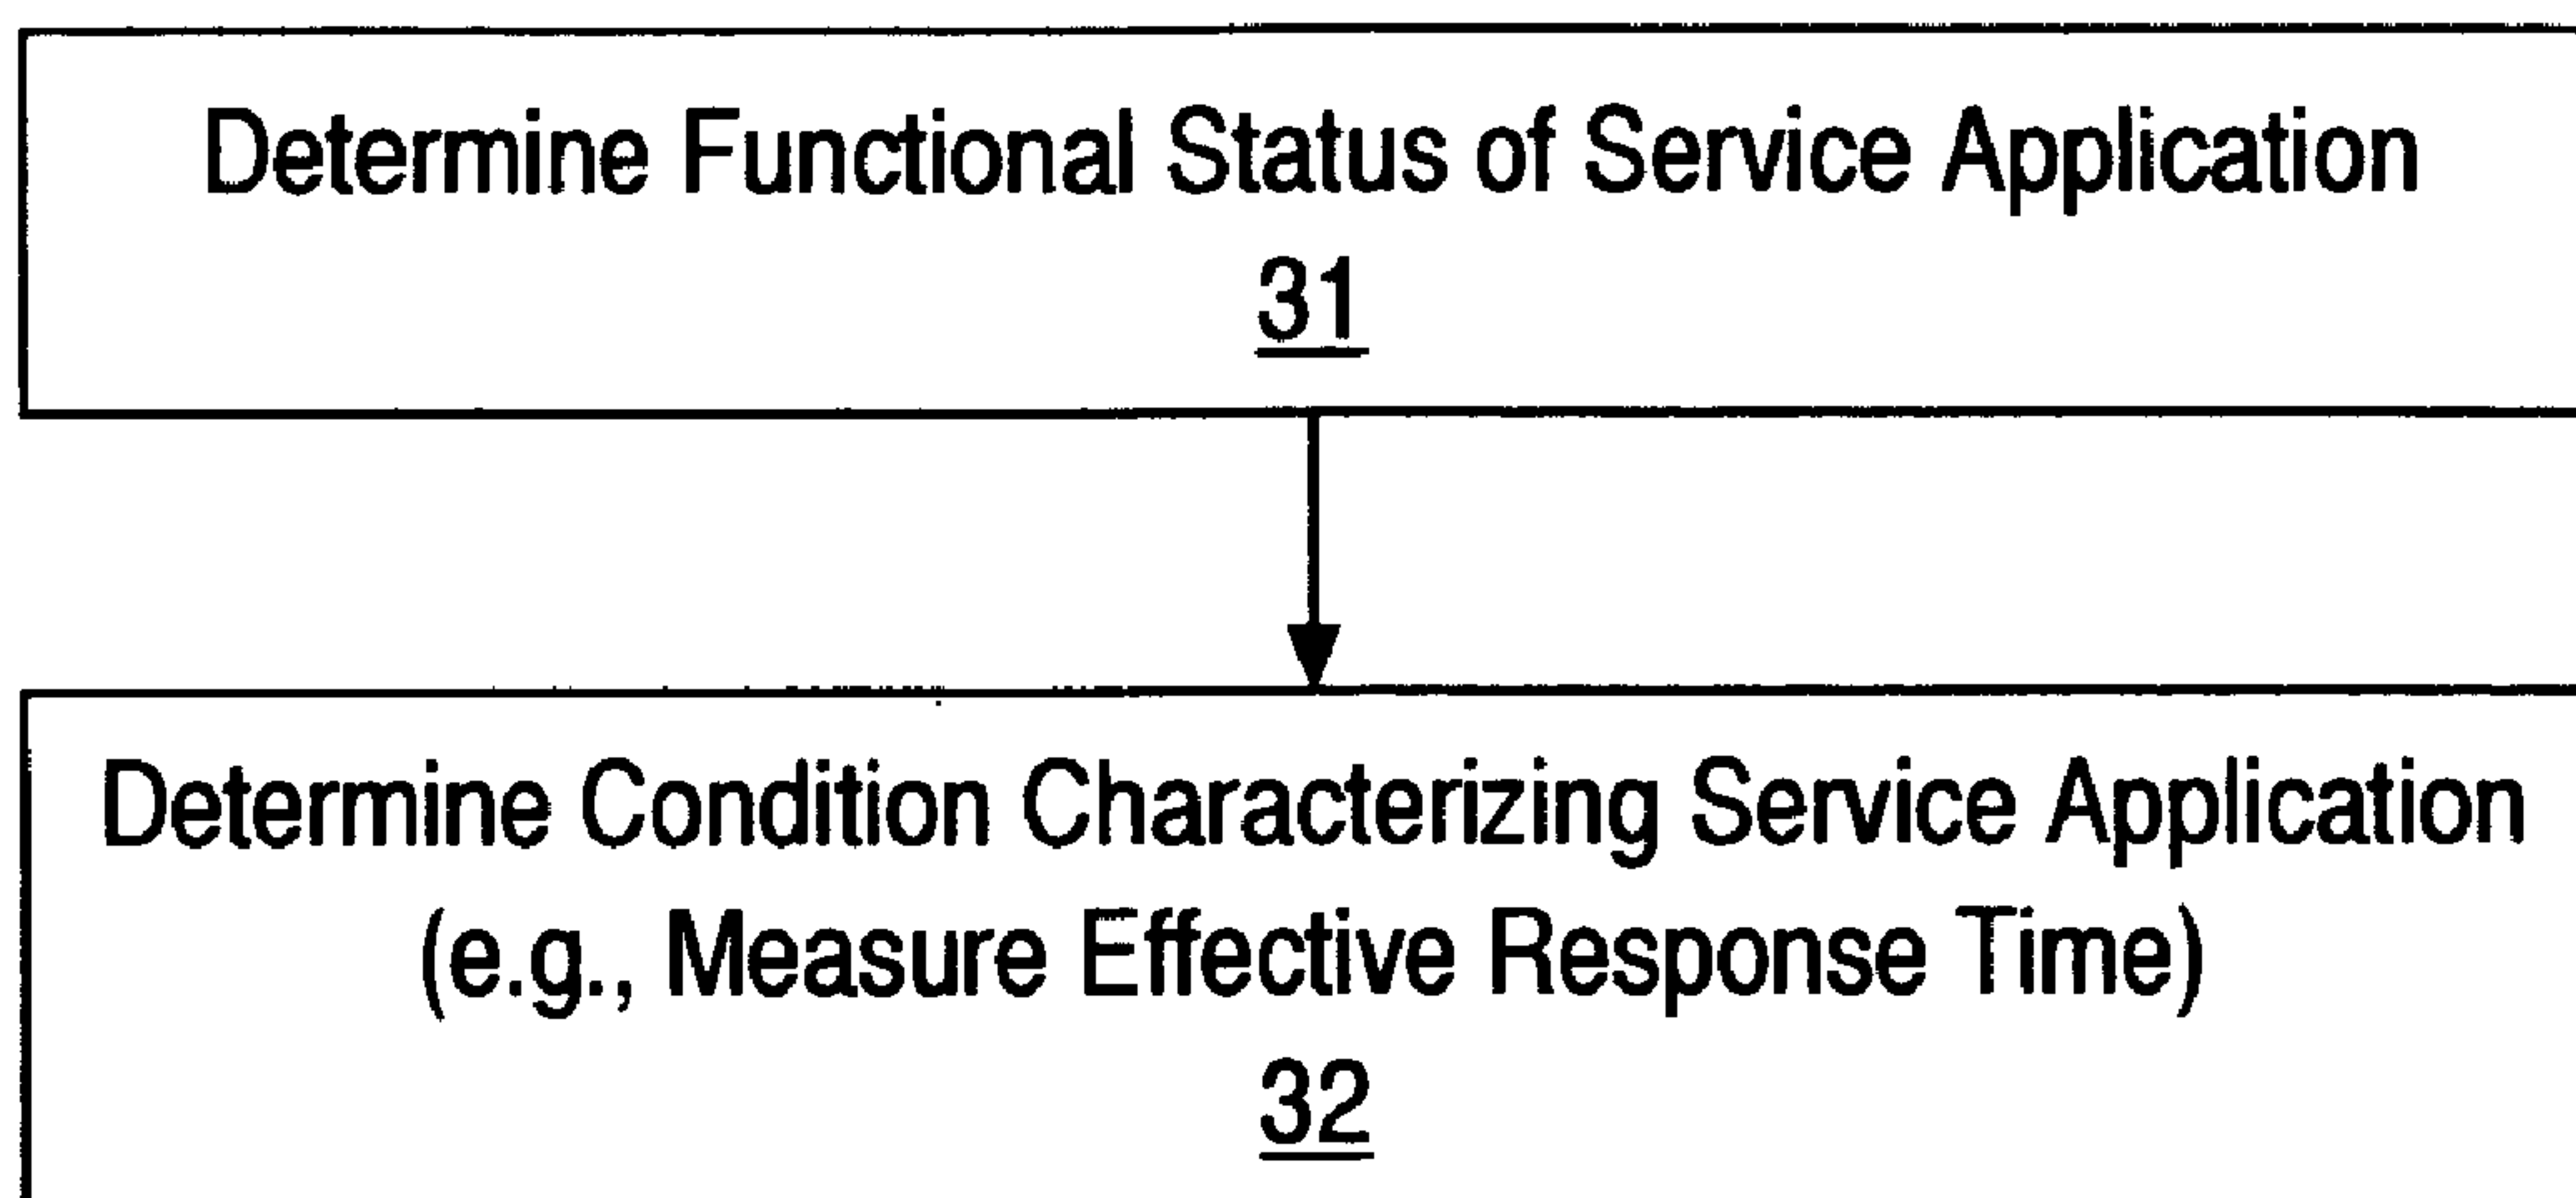 Determine Functional Status of Service Application
31
Determine Condition Characterizing Service Application
(e.g., Measure Effective Response Time)
32